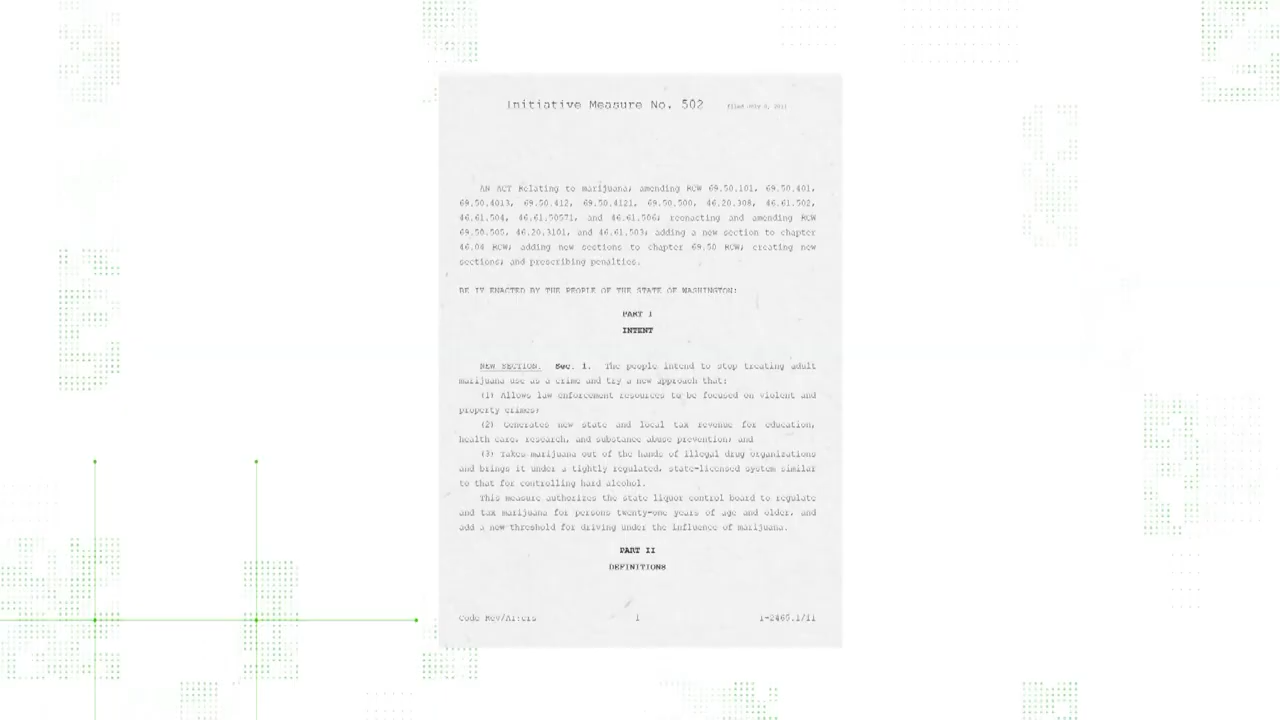 Initiative Measure No. 502 Filed July 8, 2011
AN ACT Relating to marijuana; amending RCW 69.50.101, 69.50.401,
69.50.4013, 69.50.412, 69.50.4121, 69.50.500, 46.20.308, 46.61.502,
46.61.504, 46.61.50571, and 46.61.506; reenacting and amending RCW
69.50.505, 46.20.3101, and 46.61.503; adding a new section to chapter
46.04 RCW; adding new sections to chapter 69.50 RCW; creating new
sections; and prescribing penalties.
BE IT ENACTED BY THE PEOPLE OF THE STATE OF WASHINGTON:
PART I
INTENT
NEW SECTION. Sec. 1. The people intend to stop treating adult
marijuana use as a crime and try a new approach that:
(1) Allows law enforcement resources to be focused on violent and
property crimes;
(2) Generates new state and local tax revenue for education,
health care, research, and substance abuse prevention; and
(3) Takes marijuana out of the hands of illegal drug organizations
and brings it under a tightly regulated, state-licensed system similar
to that for controlling hard alcohol.
This measure authorizes the state liquor control board to regulate
and tax marijuana for persons twenty-one years of age and older, and
add a new threshold for driving under the influence of marijuana.
PART II
DEFINITIONS
Code Rev/AI:crs 1 I-2465.1/11